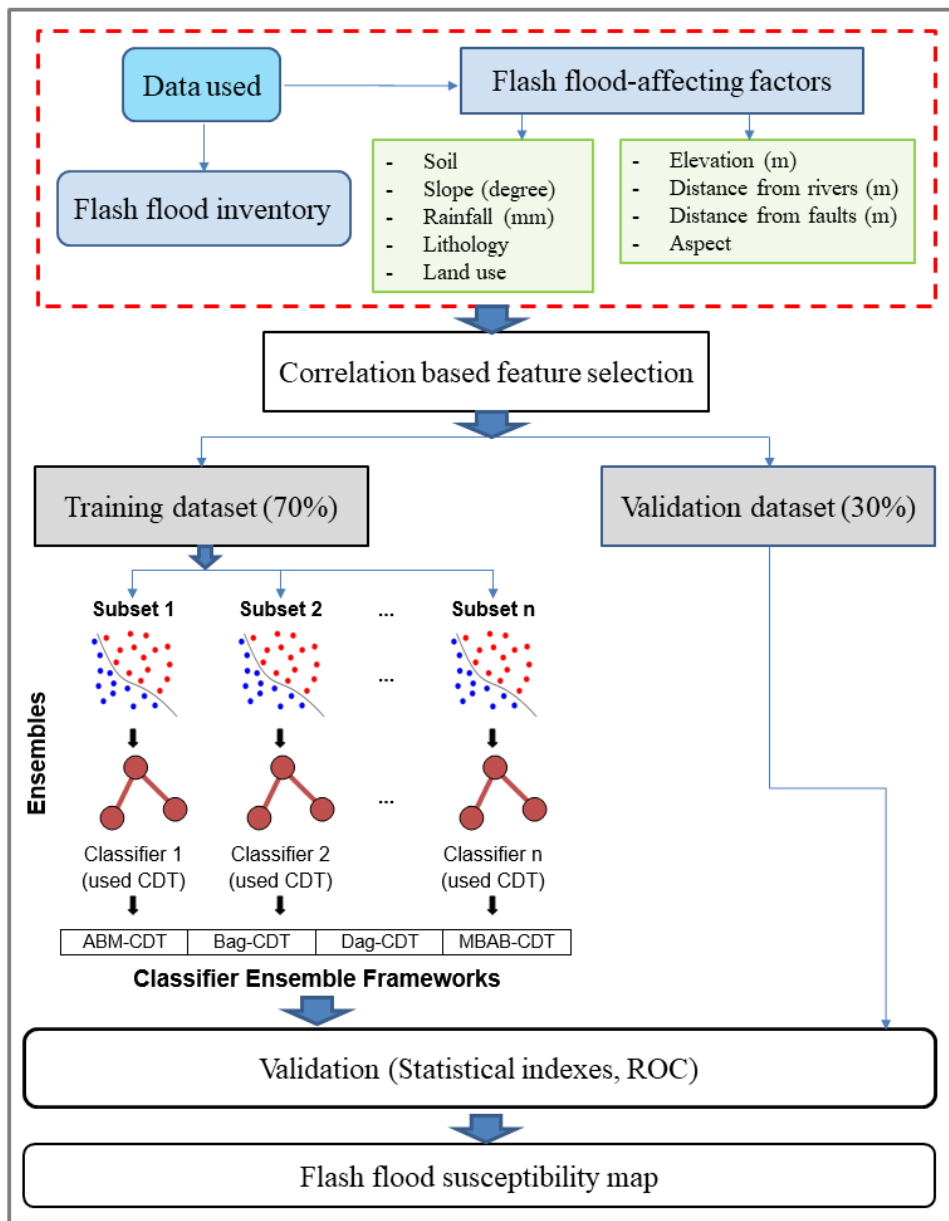 Data used
Flash flood-affecting factors
Flash flood inventory
- Soil
- Slope (degree)
- Rainfall (mm)
- Lithology
- Land use
- Elevation (m)
- Distance from rivers (m)
- Distance from faults (m)
- Aspect
Correlation based feature selection
Training dataset (70%)
Validation dataset (30%)
Ensembles
Subset 1
Subset 2
...
Subset n
...
...
Classifier 1
(used CDT)
Classifier 2
(used CDT)
Classifier n
(used CDT)
ABM-CDT
Bag-CDT
Dag-CDT
MBAB-CDT
Classifier Ensemble Frameworks
Validation (Statistical indexes, ROC)
Flash flood susceptibility map